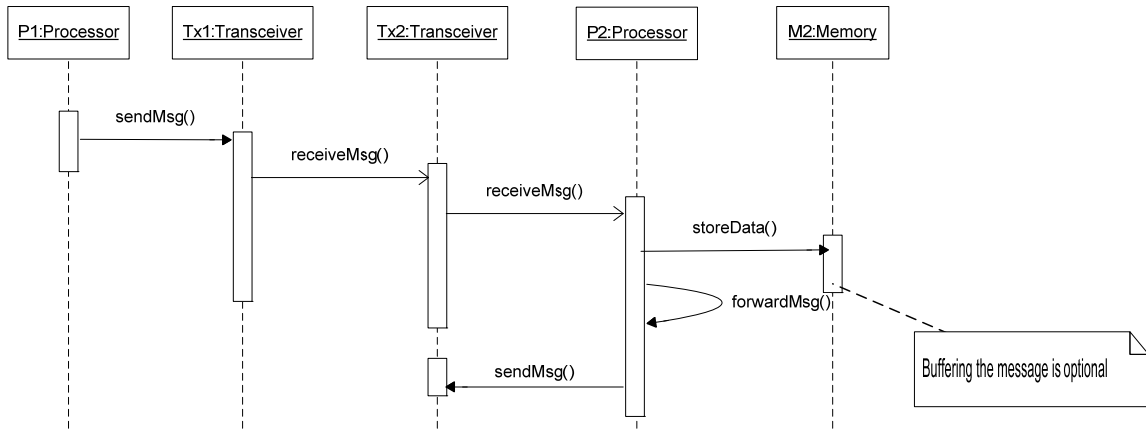 P1:Processor
Tx1:Transceiver
Tx2:Transceiver
P2:Processor
M2:Memory
sendMsg()
receiveMsg()
receiveMsg()
storeData()
forwardMsg()
Buffering the message is optional
sendMsg()